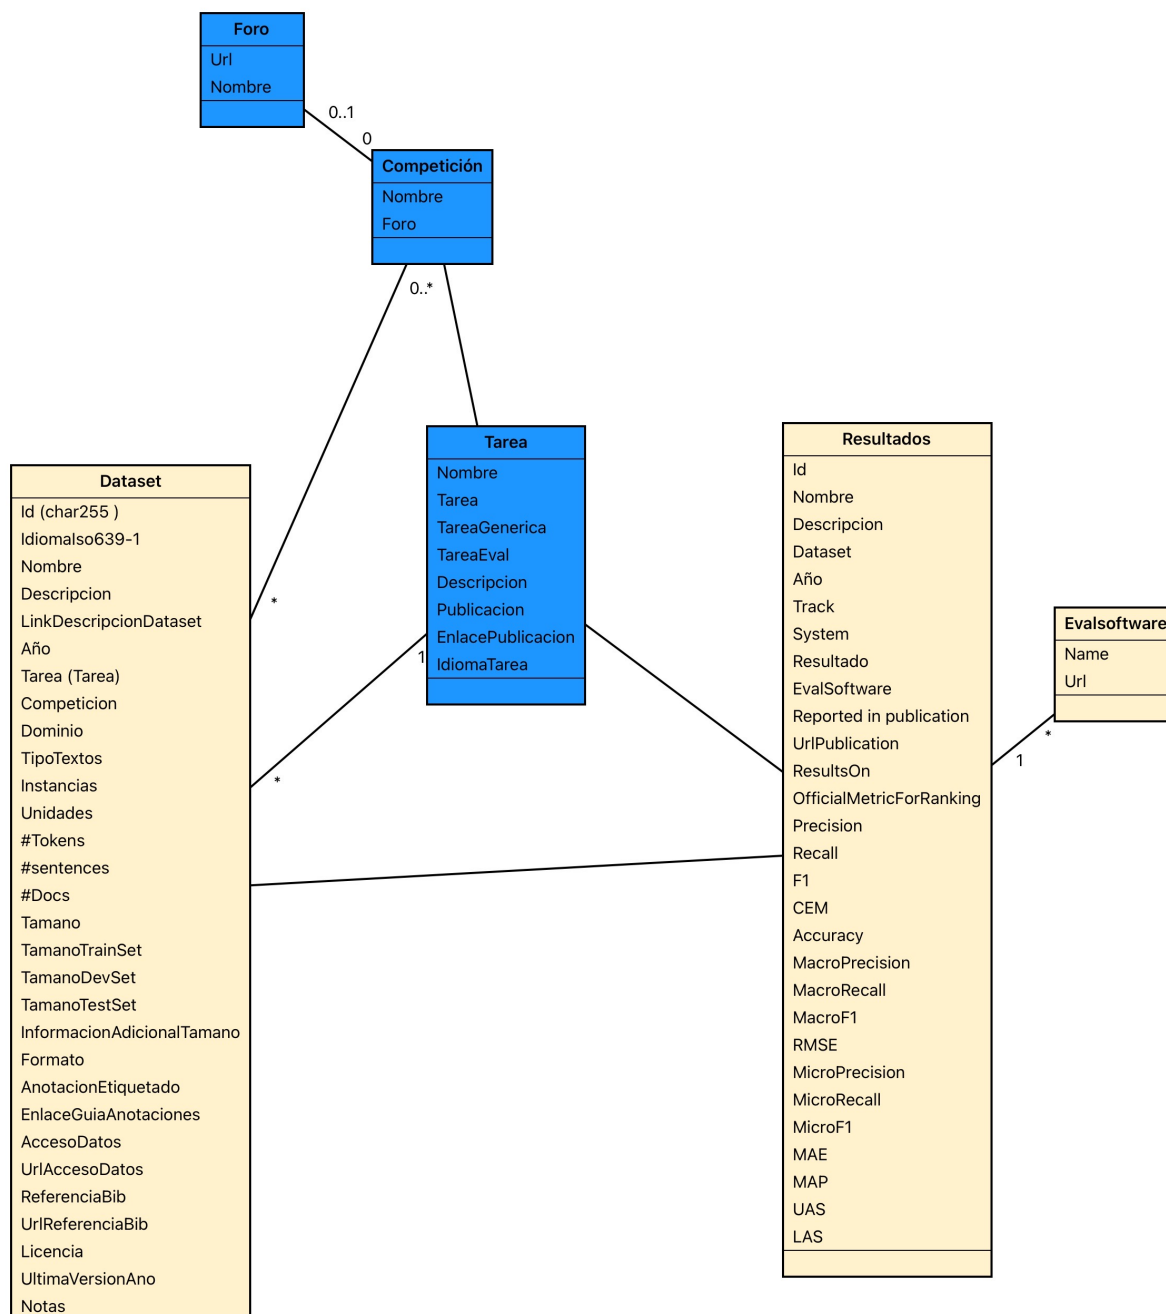 Foro
Url
Nombre
0..1
0
Competición
Nombre
Foro
0..*
Tarea
Nombre
Tarea
TareaGenerica
TareaEval
Descripcion
Publicacion
EnlacePublicacion
IdiomaTarea
1
*
*
Dataset
Id (char255 )
IdiomaIso639-1
Nombre
Descripcion
LinkDescripcionDataset
Año
Tarea (Tarea)
Competicion
Dominio
TipoTextos
Instancias
Unidades
#Tokens
#sentences
#Docs
Tamano
TamanoTrainSet
TamanoDevSet
TamanoTestSet
InformacionAdicionalTamano
Formato
AnotacionEtiquetado
EnlaceGuiaAnotaciones
AccesoDatos
UrlAccesoDatos
ReferenciaBib
UrlReferenciaBib
Licencia
UltimaVersionAno
Notas
Resultados
Id
Nombre
Descripcion
Dataset
Año
Track
System
Resultado
EvalSoftware
Reported in publication
UrlPublication
ResultsOn
OfficialMetricForRanking
Precision
Recall
F1
CEM
Accuracy
MacroPrecision
MacroRecall
MacroF1
RMSE
MicroPrecision
MicroRecall
MicroF1
MAE
MAP
UAS
LAS
Evalsoftware
Name
Url
*
1